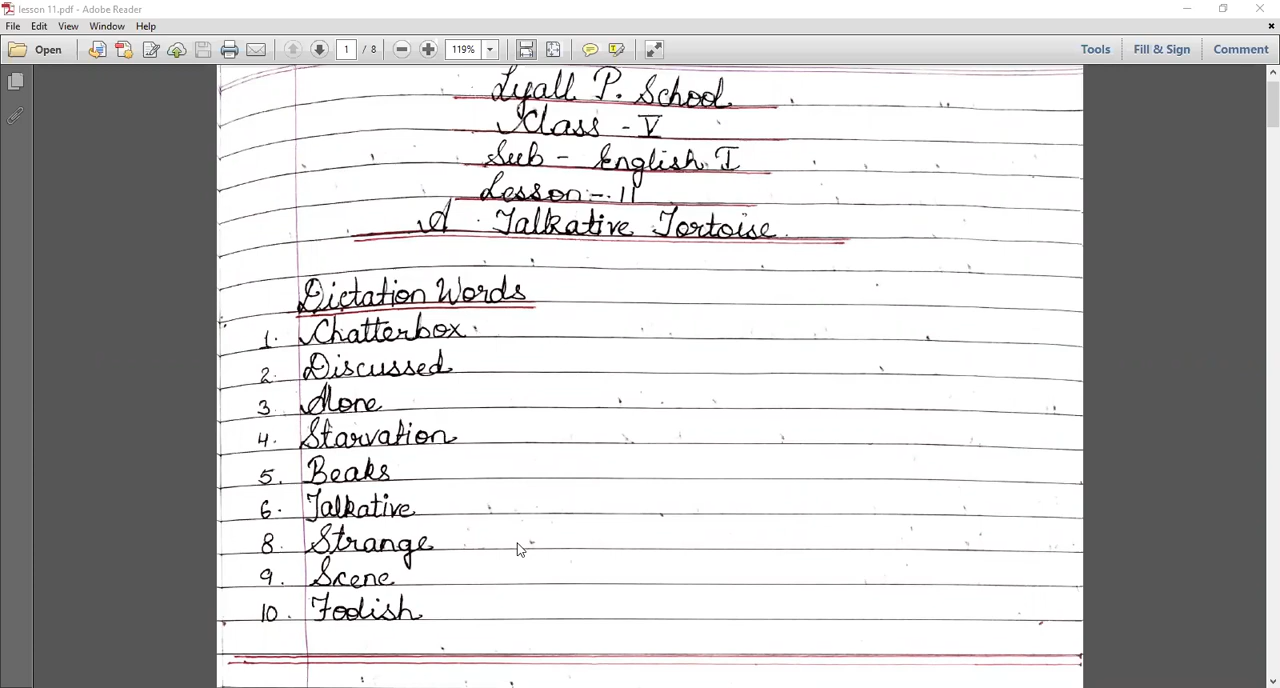 lesson 11.pdf - Adobe Reader
File Edit View Window Help
Open 1 / 8 119% Tools Fill & Sign Comment
Lyall P. School
Class - V
Sub - English I
Lesson - 11
A Talkative Tortoise
Dictation Words
1. Chatterbox
2. Discussed
3. Alone
4. Starvation
5. Beaks
6. Talkative
8. Strange
9. Scene
10. Foolish